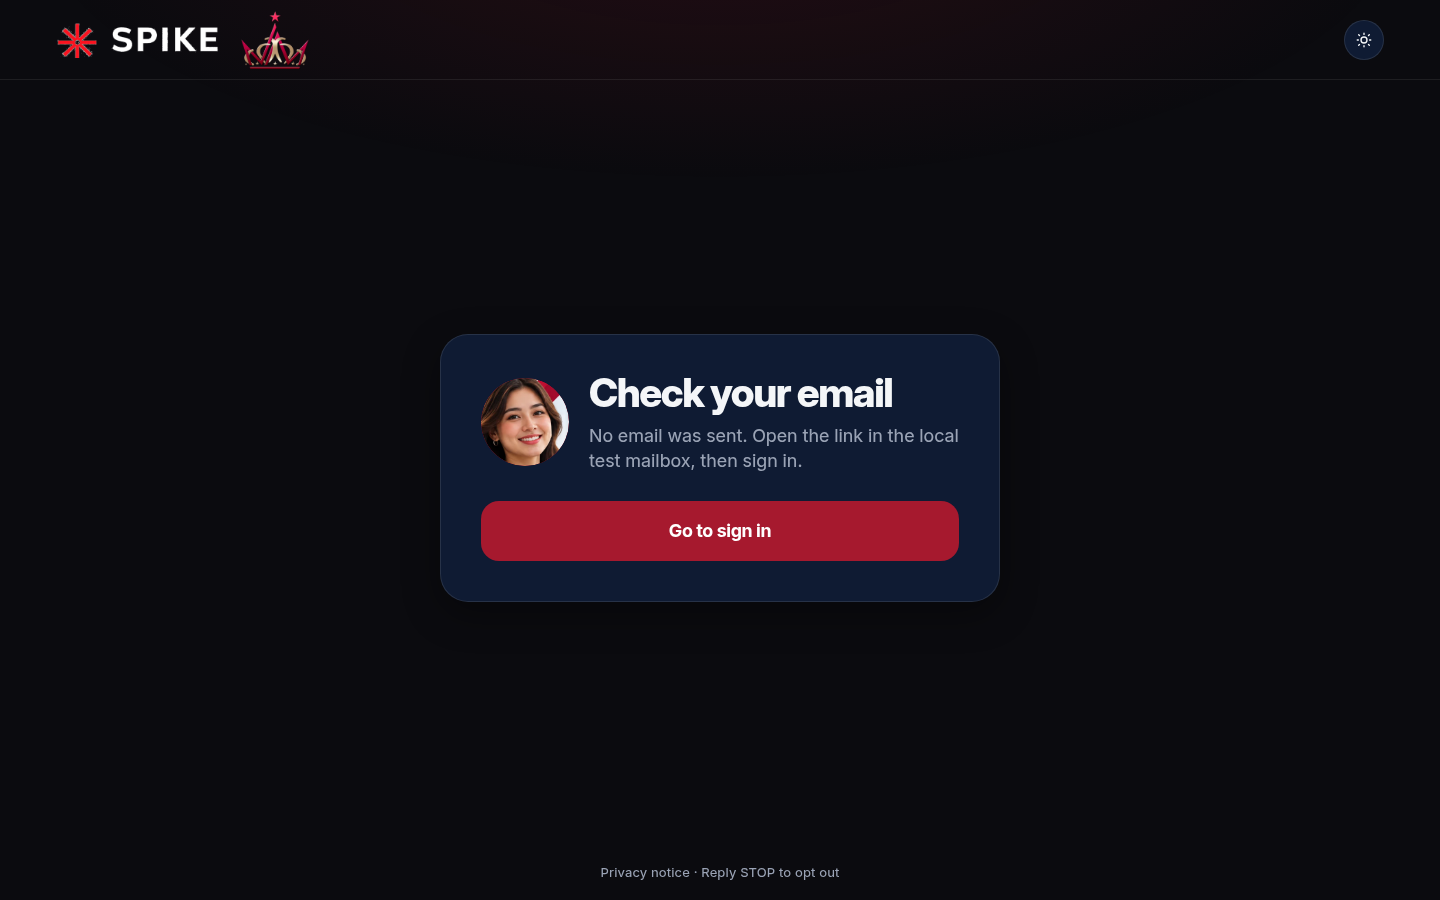 SPIKE
Check your email
No email was sent. Open the link in the local
test mailbox, then sign in.
Go to sign in
Privacy notice · Reply STOP to opt out